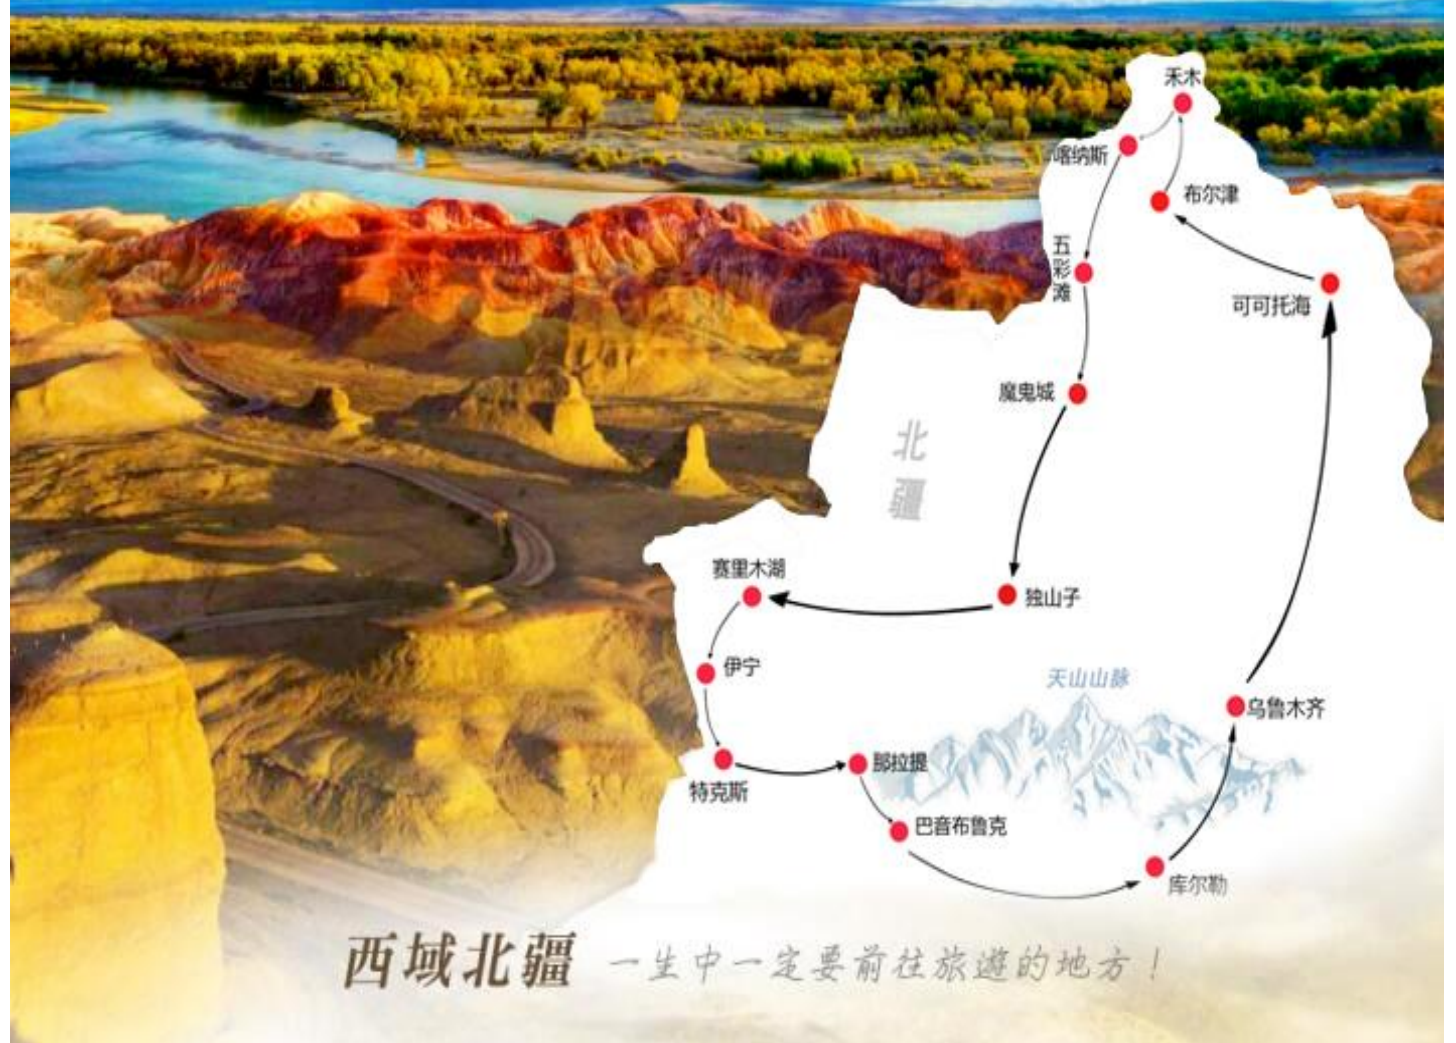 禾木
喀纳斯
布尔津
五彩滩
可可托海
魔鬼城
北疆
赛里木湖
独山子
伊宁
天山山脉
乌鲁木齐
特克斯
那拉提
巴音布鲁克
库尔勒
西域北疆 一生中一定要前往旅遊的地方！